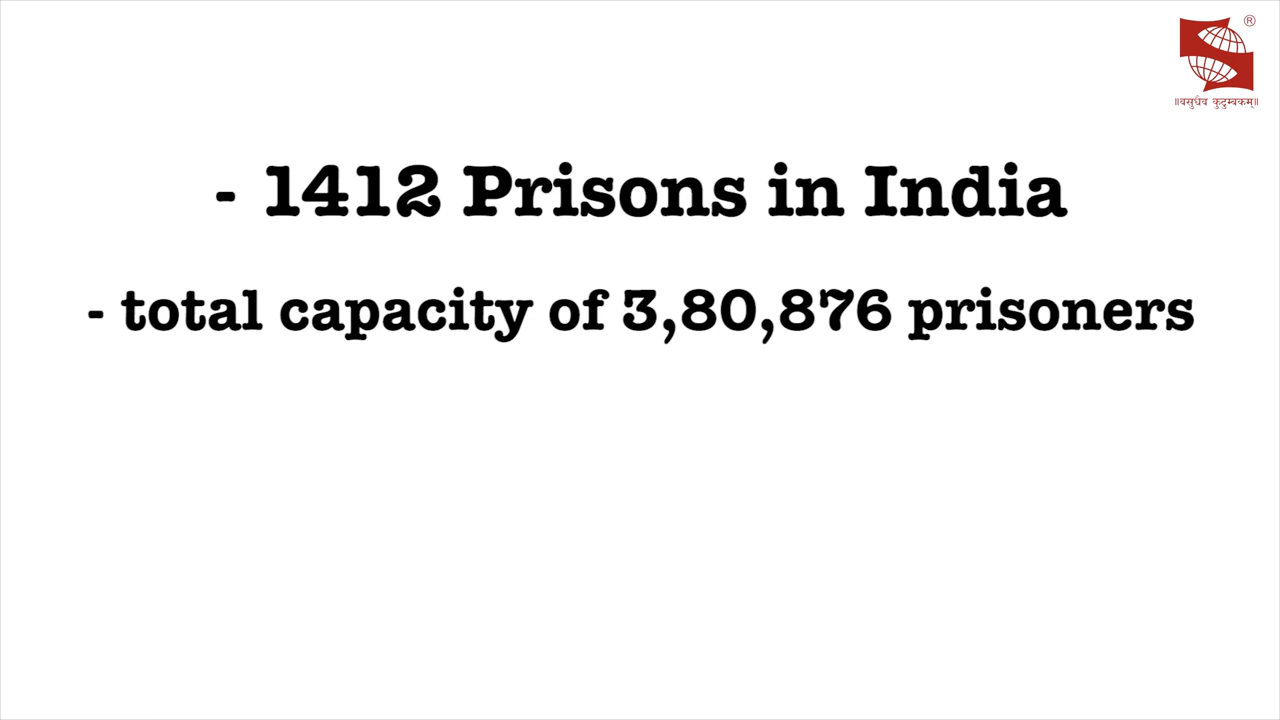 ®
॥वसुधैव कुटुम्बकम्॥
- 1412 Prisons in India
- total capacity of 3,80,876 prisoners